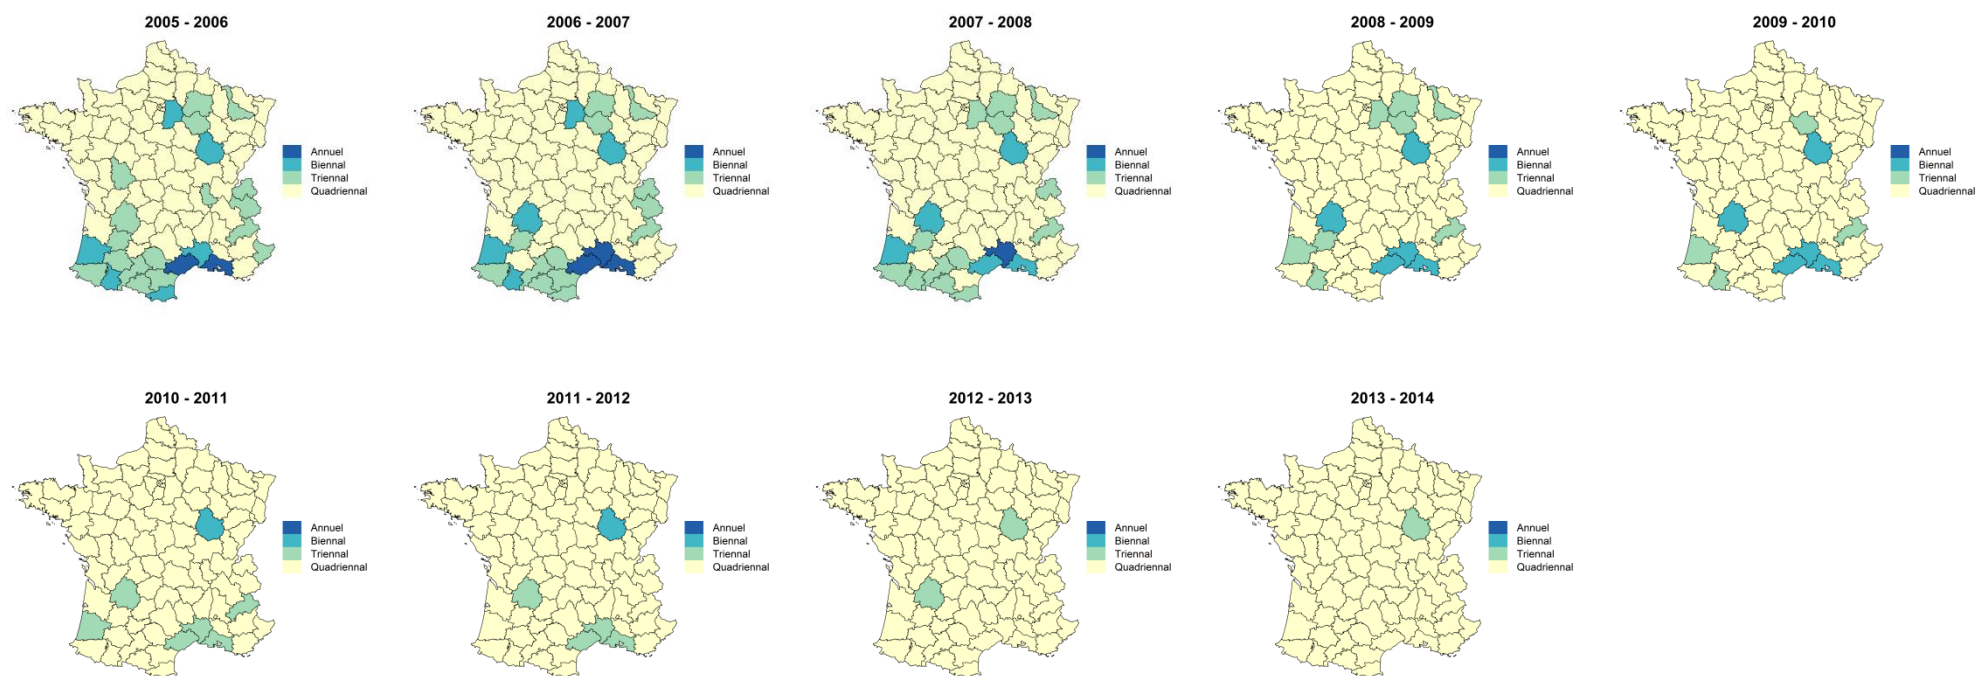 2005 - 2006
Annuel
Biennal
Triennal
Quadriennal
2006 - 2007
Annuel
Biennal
Triennal
Quadriennal
2007 - 2008
Annuel
Biennal
Triennal
Quadriennal
2008 - 2009
Annuel
Biennal
Triennal
Quadriennal
2009 - 2010
Annuel
Biennal
Triennal
Quadriennal
2010 - 2011
Annuel
Biennal
Triennal
Quadriennal
2011 - 2012
Annuel
Biennal
Triennal
Quadriennal
2012 - 2013
Annuel
Biennal
Triennal
Quadriennal
2013 - 2014
Annuel
Biennal
Triennal
Quadriennal